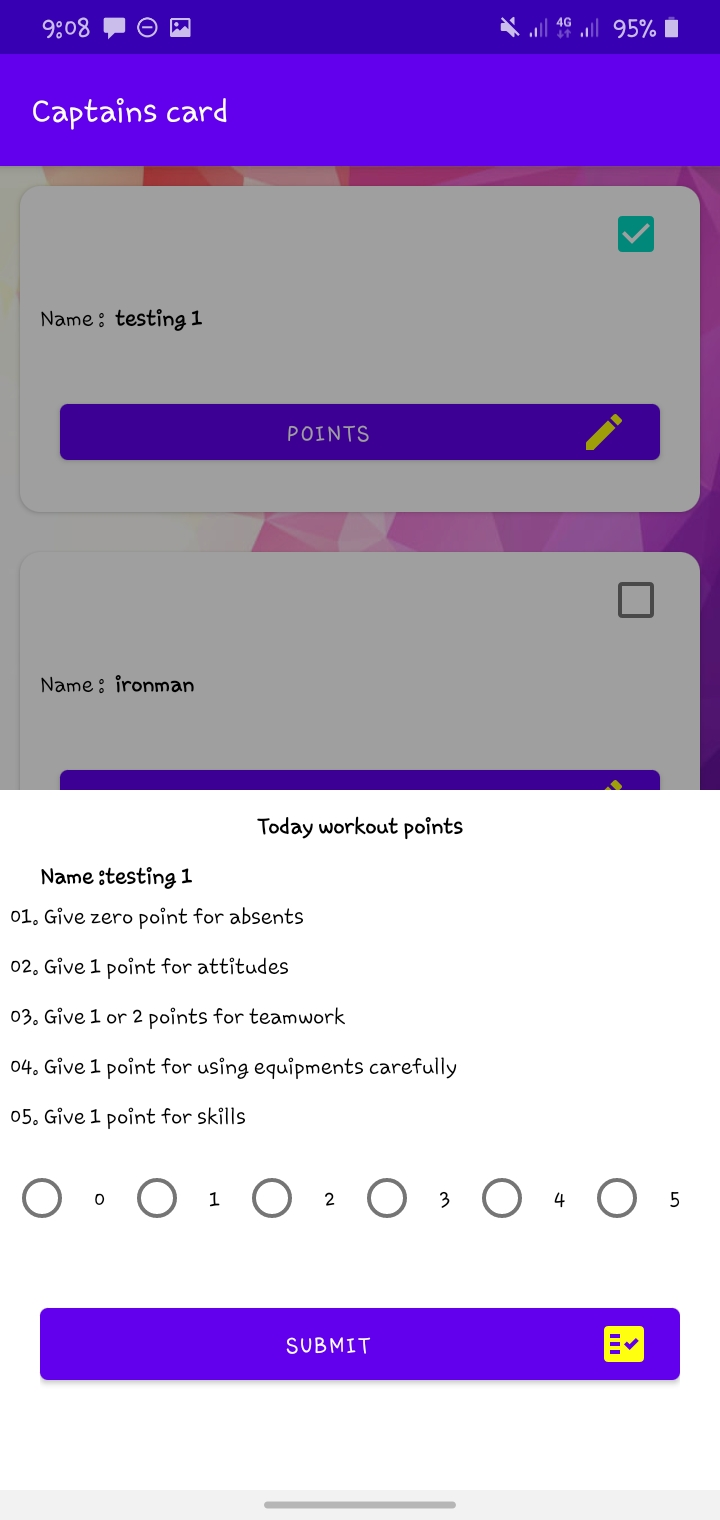 9:08 4G 95%
Captains card
Name : testing 1
POINTS
Name : ironman
Today workout points
Name :testing 1
01. Give zero point for absents
02. Give 1 point for attitudes
03. Give 1 or 2 points for teamwork
04. Give 1 point for using equipments carefully
05. Give 1 point for skills
0 1 2 3 4 5
SUBMIT